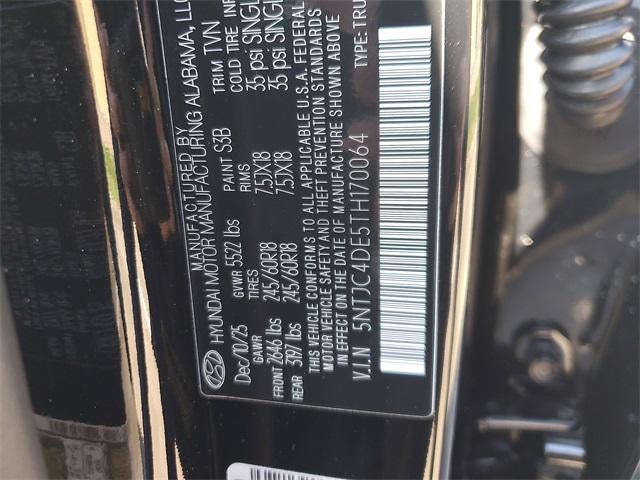 MANUFACTURED BY
HYUNDAI MOTOR MANUFACTURING ALABAMA, LLC
Dec/10/25 GVWR 5522 lbs PAINT S3B TRIM TVN
GAWR TIRES RIMS COLD TIRE
FRONT 2646 lbs 245/60R18 7.5JX18 35 psi
REAR 3197 lbs 245/60R18 7.5JX18 35 psi
THIS VEHICLE CONFORMS TO ALL APPLICABLE U.S.A. FEDERAL
MOTOR VEHICLE SAFETY AND THEFT PREVENTION STANDARDS
IN EFFECT ON THE DATE OF MANUFACTURE SHOWN ABOVE
V.I.N 5NTJC4DE5TH170064 TYPE: